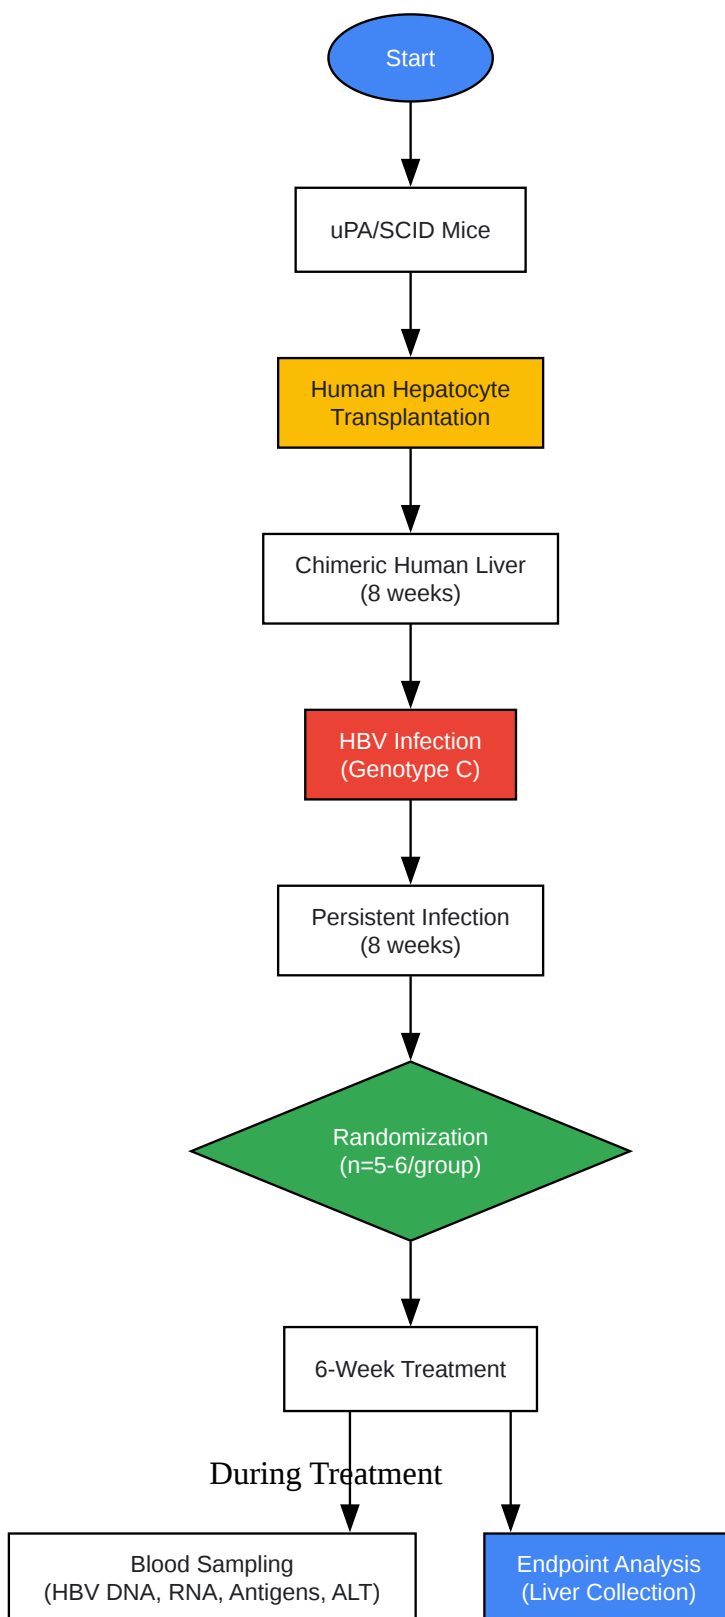 Start
uPA/SCID Mice
Human Hepatocyte
Transplantation
Chimeric Human Liver
(8 weeks)
HBV Infection
(Genotype C)
Persistent Infection
(8 weeks)
Randomization
(n=5-6/group)
6-Week Treatment
During Treatment
Blood Sampling
(HBV DNA, RNA, Antigens, ALT)
Endpoint Analysis
(Liver Collection)